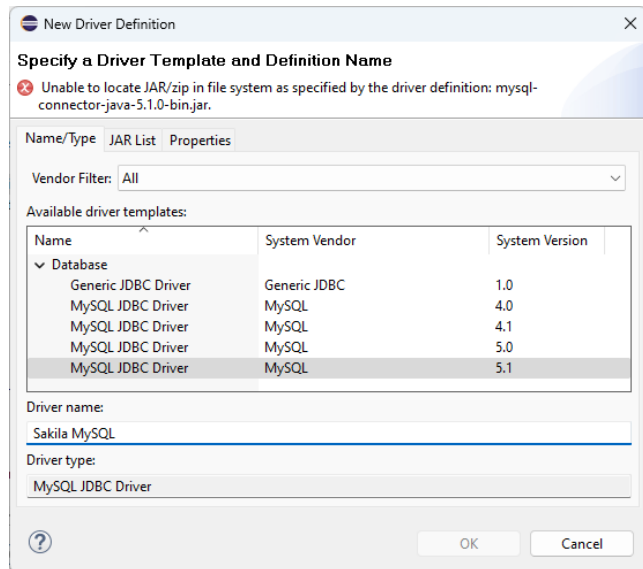 New Driver Definition
Specify a Driver Template and Definition Name
Unable to locate JAR/zip in file system as specified by the driver definition: mysql-
connector-java-5.1.0-bin.jar.
Name/Type JAR List Properties
Vendor Filter: All
Available driver templates:
Name System Vendor System Version
Database
Generic JDBC Driver Generic JDBC 1.0
MySQL JDBC Driver MySQL 4.0
MySQL JDBC Driver MySQL 4.1
MySQL JDBC Driver MySQL 5.0
MySQL JDBC Driver MySQL 5.1
Driver name:
Sakila MySQL
Driver type:
MySQL JDBC Driver
OK Cancel